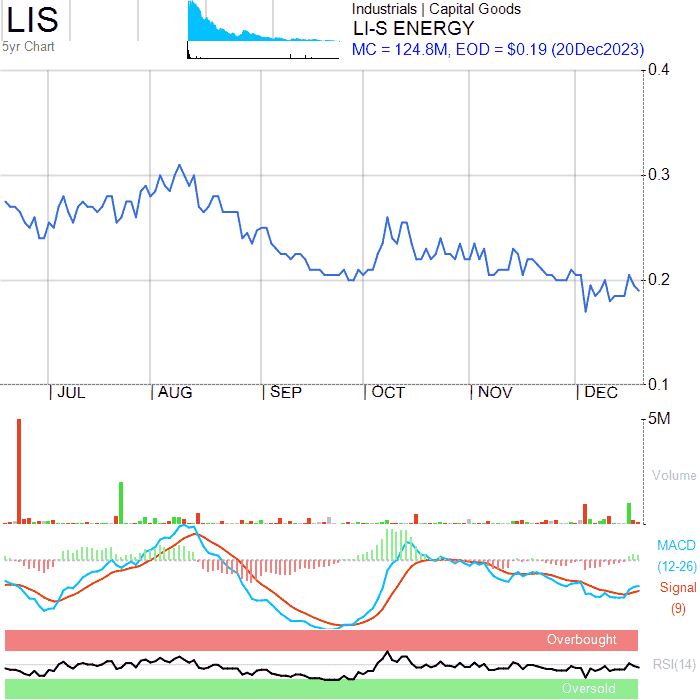 LIS
5yr Chart
Industrials | Capital Goods
LI-S ENERGY
MC = 124.8M, EOD = $0.19 (20Dec2023)
0.4
0.3
0.2
0.1
JUL
AUG
SEP
OCT
NOV
DEC
5M
Volume
MACD
(12-26)
Signal
(9)
Overbought
RSI(14)
Oversold